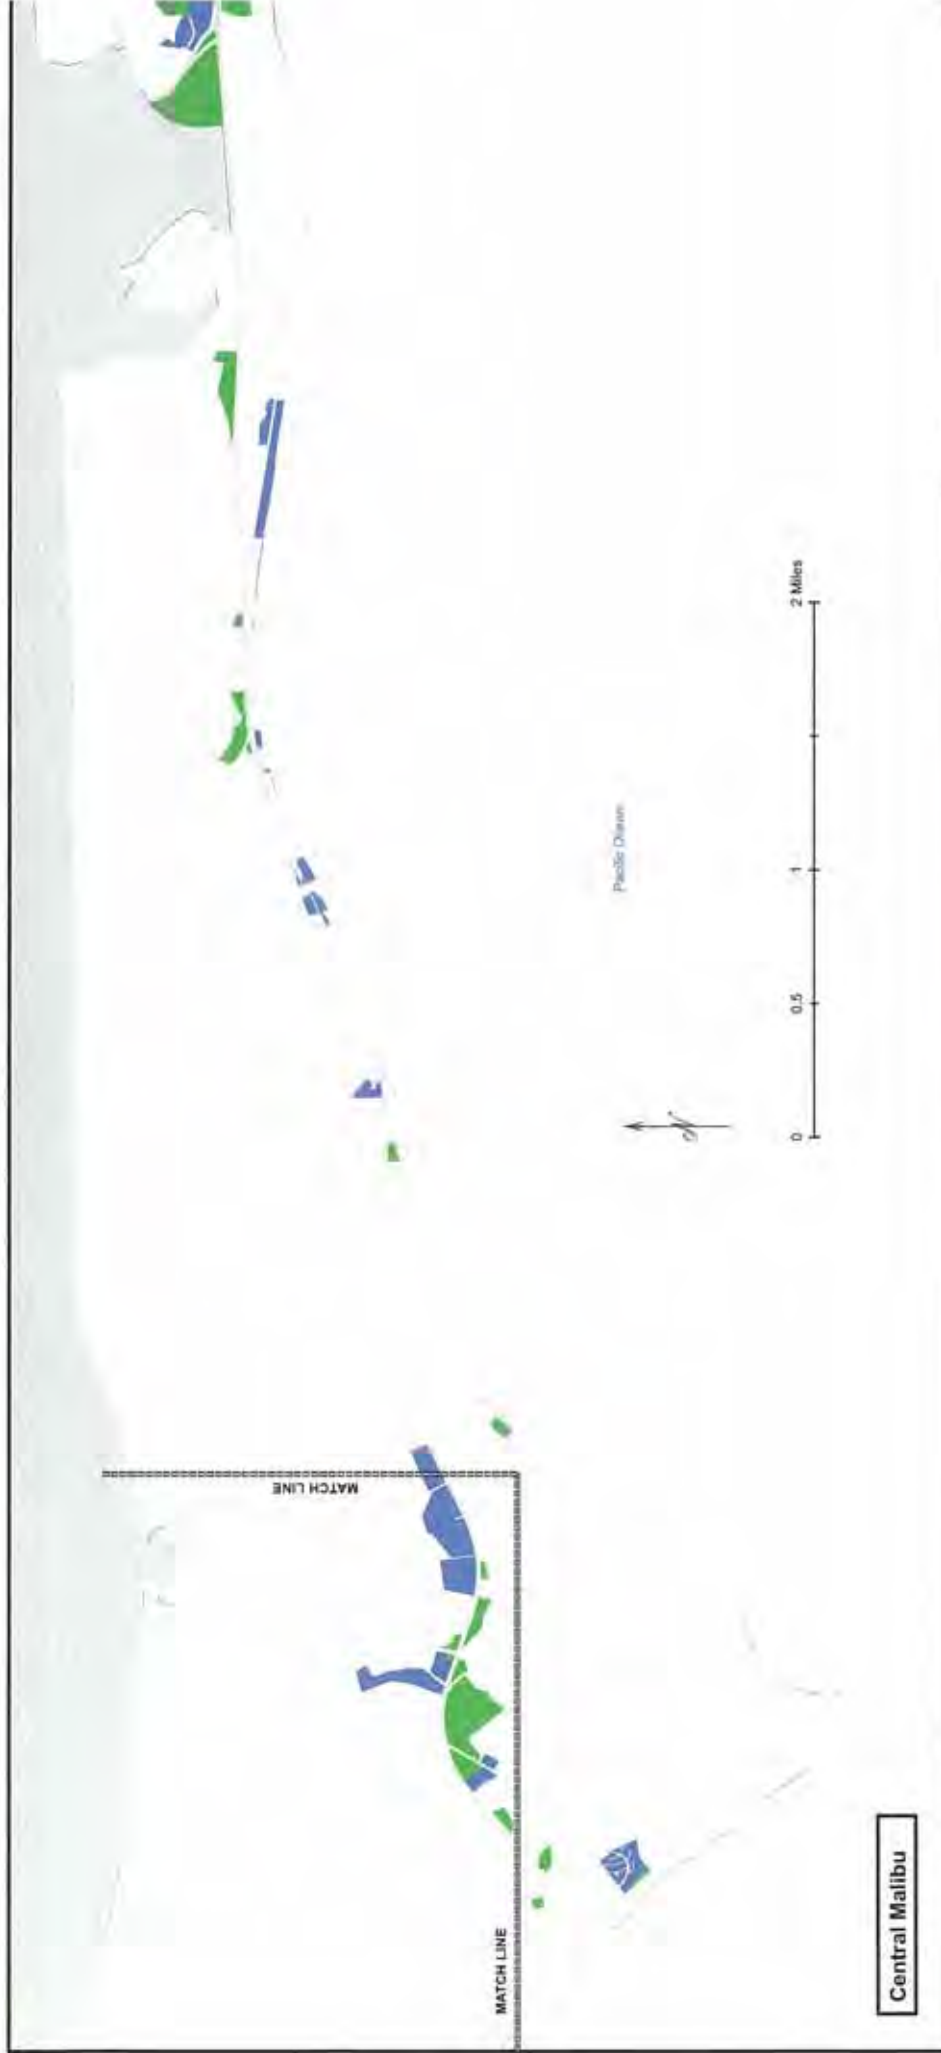 MATCH LINE
MATCH LINE
Pacific Ocean
N
0
0.5
1
2 Miles
Central Malibu